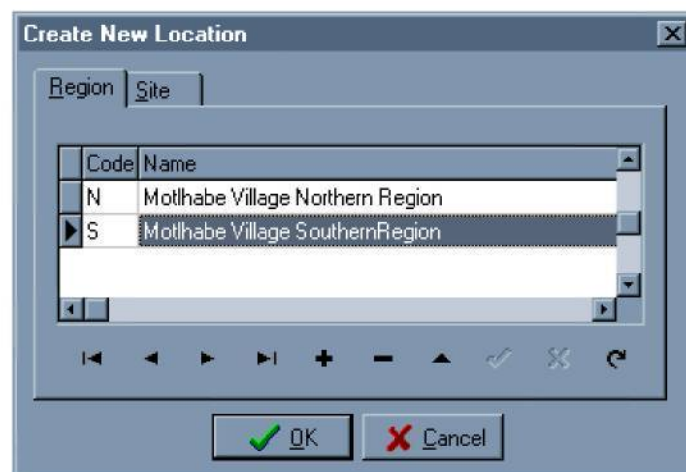 Create New Location
Region Site
Code Name
N Motlhabe Village Northern Region
S Motlhabe Village SouthernRegion
OK Cancel